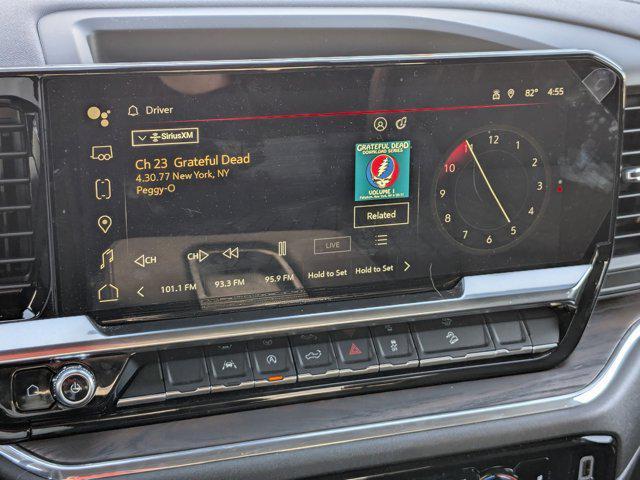 Driver
82° 4:55
SiriusXM
Ch 23 Grateful Dead
4.30.77 New York, NY
Peggy-O
GRATEFUL DEAD
DOWNLOAD SERIES
VOLUME 1
Related
12
11 1
10 2
9 3
8 4
7 5
6
CH CH LIVE
101.1 FM 93.3 FM 95.9 FM Hold to Set Hold to Set